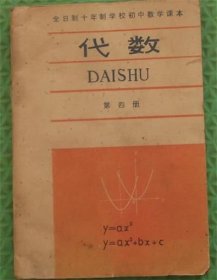 全日制十年制学校初中数学课本
代数
DAISHU
第四册
y=ax²
y=ax²+bx+c